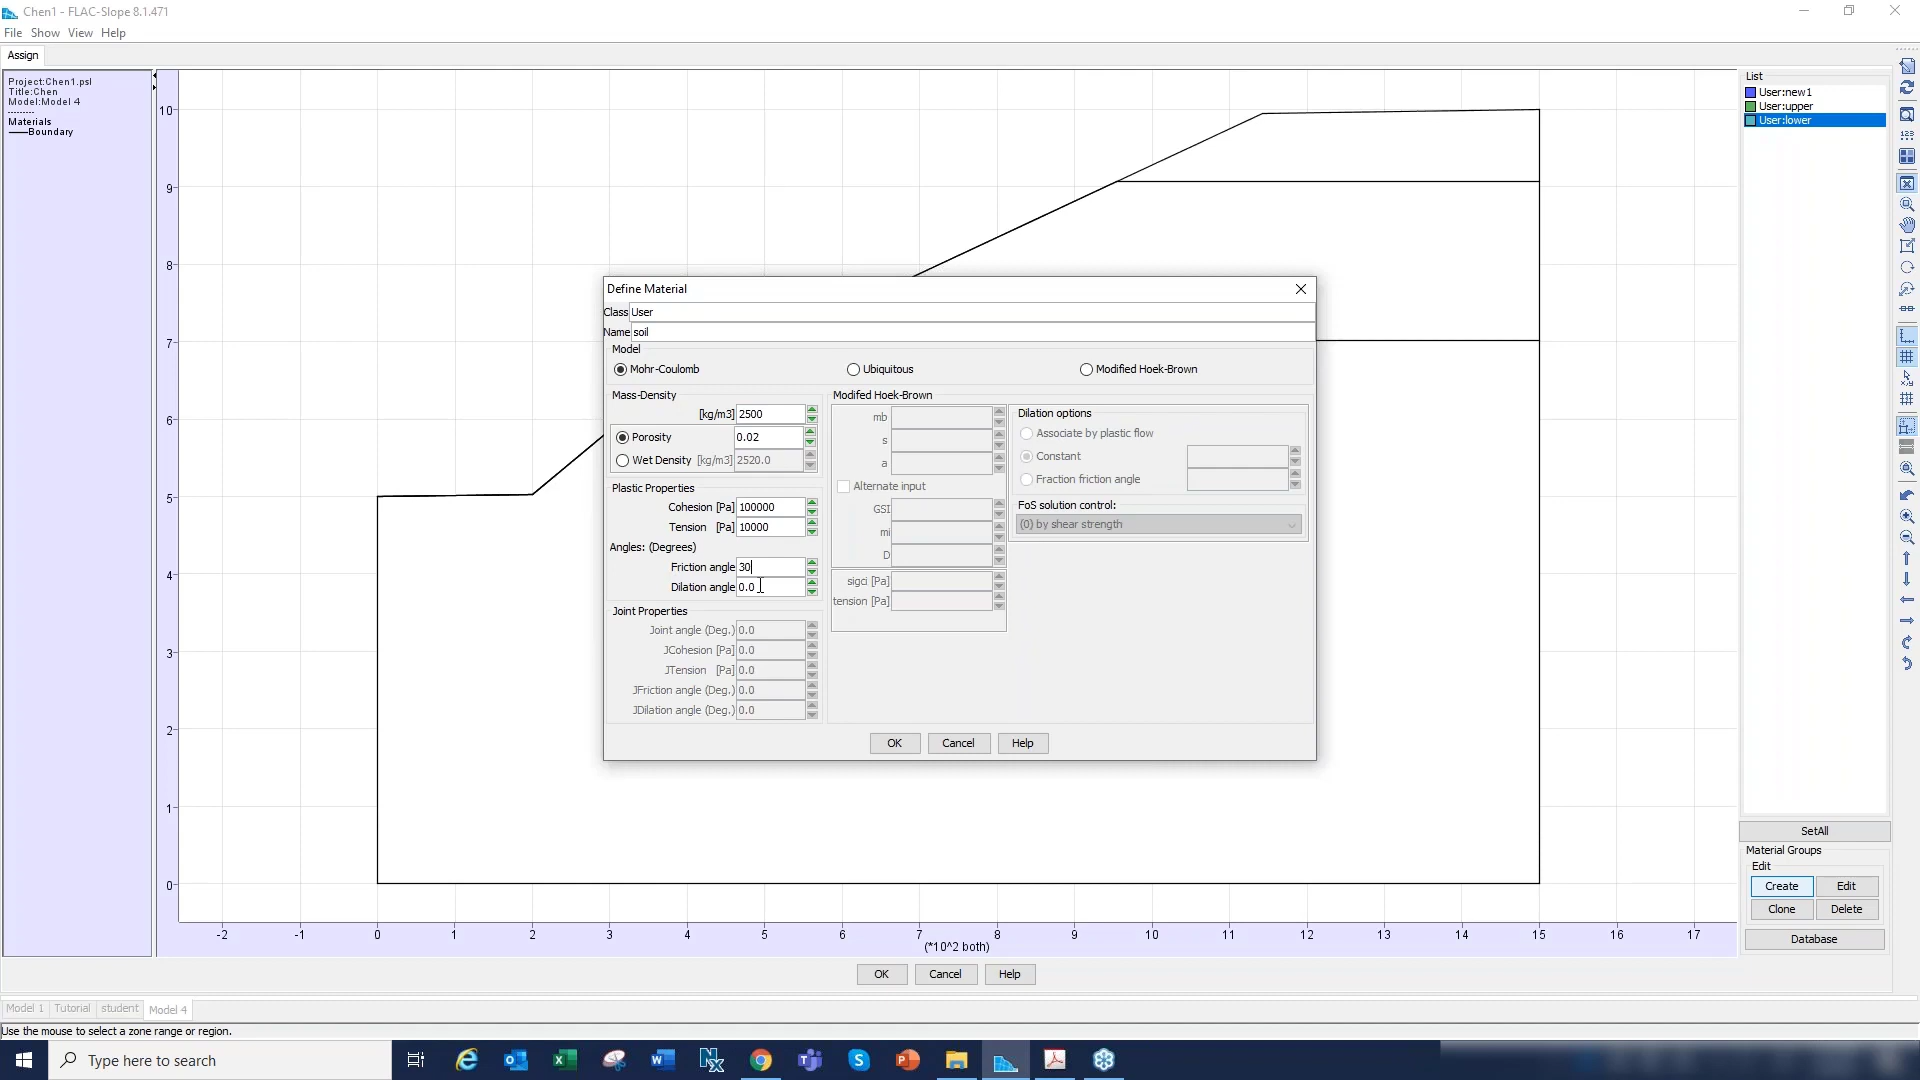 Chen1 - FLAC-Slope 8.1.471
File Show View Help
Assign
Project:Chen1.psl
Title:Chen
Model:Model 4
---------
Materials
Boundary
10
9
8
7
6
5
4
3
2
1
0
-2 -1 0 1 2 3 4 5 6 7 8 9 10 11 12 13 14 15 16 17
(*10^2 both)
Define Material
Class User
Name soil
Model
Mohr-Coulomb Ubiquitous Modified Hoek-Brown
Mass-Density
[kg/m3] 2500
Porosity 0.02
Wet Density [kg/m3] 2520.0
Plastic Properties
Cohesion [Pa] 100000
Tension [Pa] 10000
Angles: (Degrees)
Friction angle 30
Dilation angle 0.0
Joint Properties
Joint angle (Deg.) 0.0
JCohesion [Pa] 0.0
JTension [Pa] 0.0
JFriction angle (Deg.) 0.0
JDilation angle (Deg.) 0.0
Modifed Hoek-Brown
mb
s
a
Alternate input
GSI
mi
D
sigci [Pa]
tension [Pa]
Dilation options
Associate by plastic flow
Constant
Fraction friction angle
FoS solution control:
(0) by shear strength
OK Cancel Help
List
User:new1
User:upper
User:lower
SetAll
Material Groups
Edit
Create Edit
Clone Delete
Database
OK Cancel Help
Model 1 Tutorial student Model 4
Use the mouse to select a zone range or region.
Type here to search